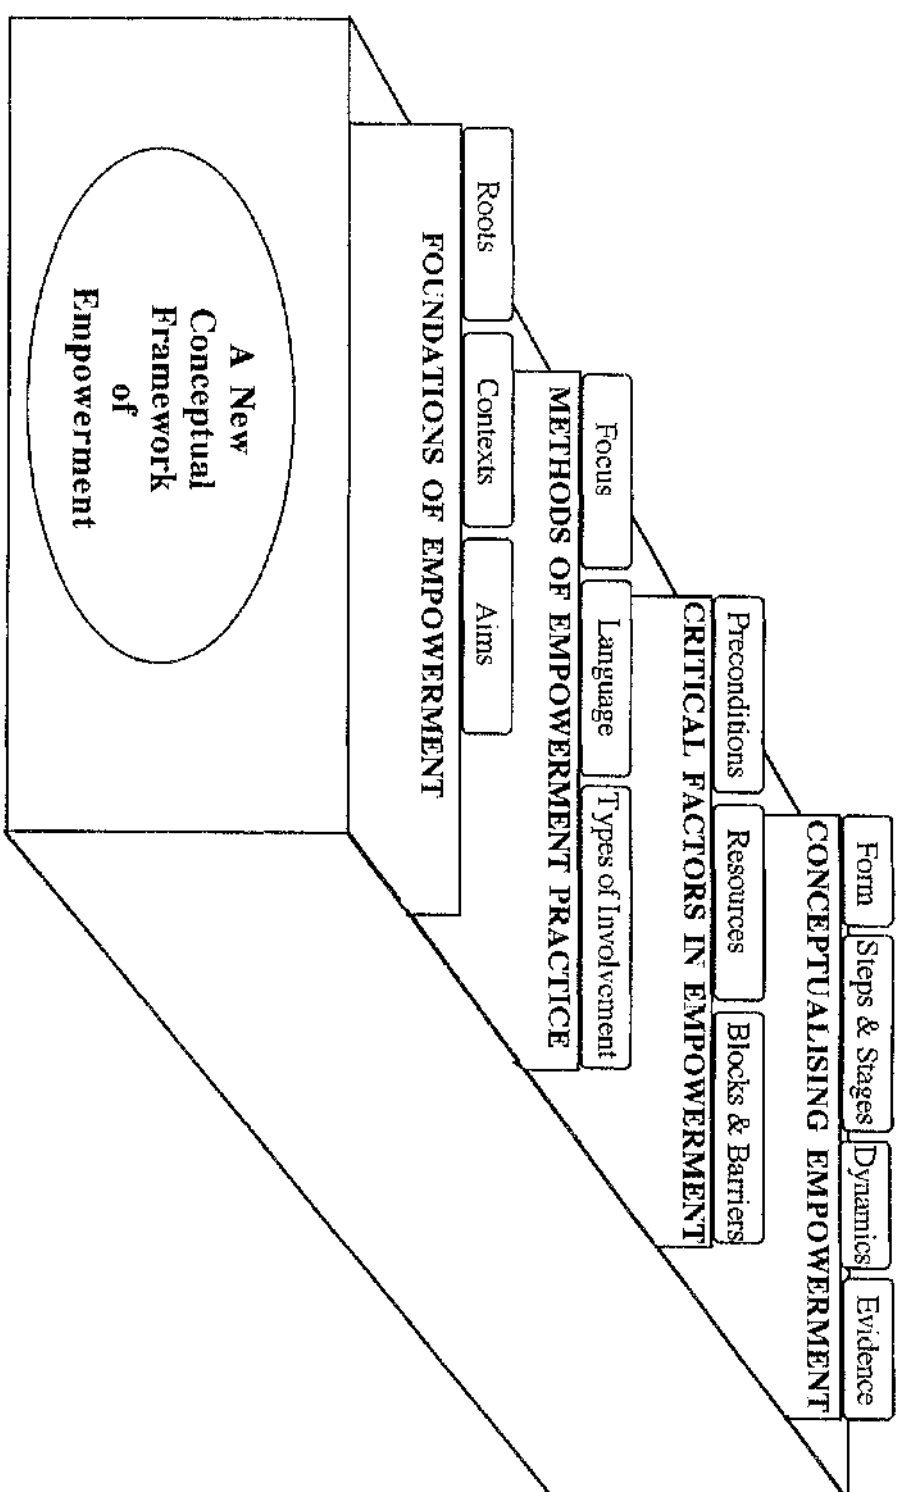 Form
Steps & Stages
Dynamics
Evidence
CONCEPTUALISING EMPOWERMENT
Preconditions
Resources
Blocks & Barriers
CRITICAL FACTORS IN EMPOWERMENT
Focus
Language
Types of Involvement
METHODS OF EMPOWERMENT PRACTICE
Roots
Contexts
Aims
FOUNDATIONS OF EMPOWERMENT
A New
Conceptual
Framework
of
Empowerment